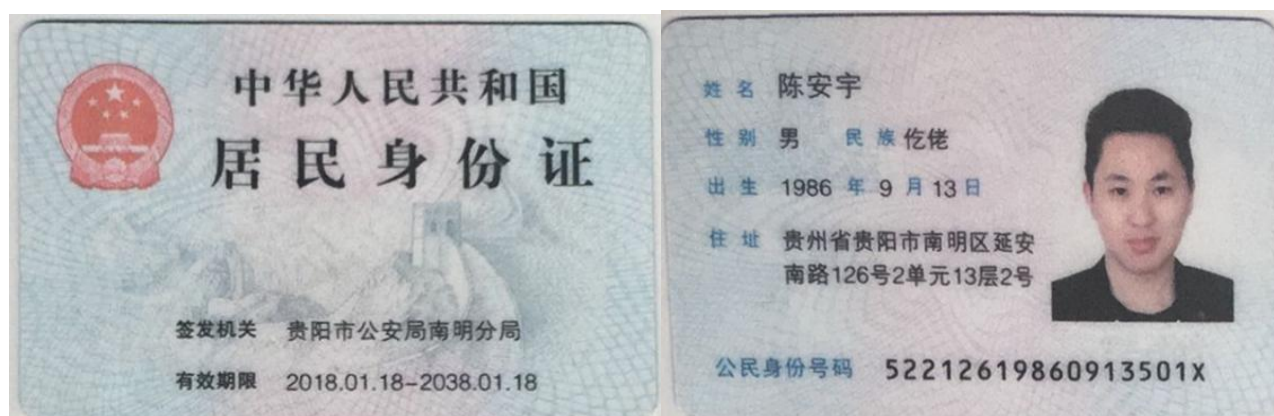 中华人民共和国
居民身份证
签发机关 贵阳市公安局南明分局
有效期限 2018.01.18-2038.01.18
姓名 陈安宇
性别 男 民族 仡佬
出生 1986 年 9 月 13 日
住址 贵州省贵阳市南明区延安
南路126号2单元13层2号
公民身份号码 52212619860913501X